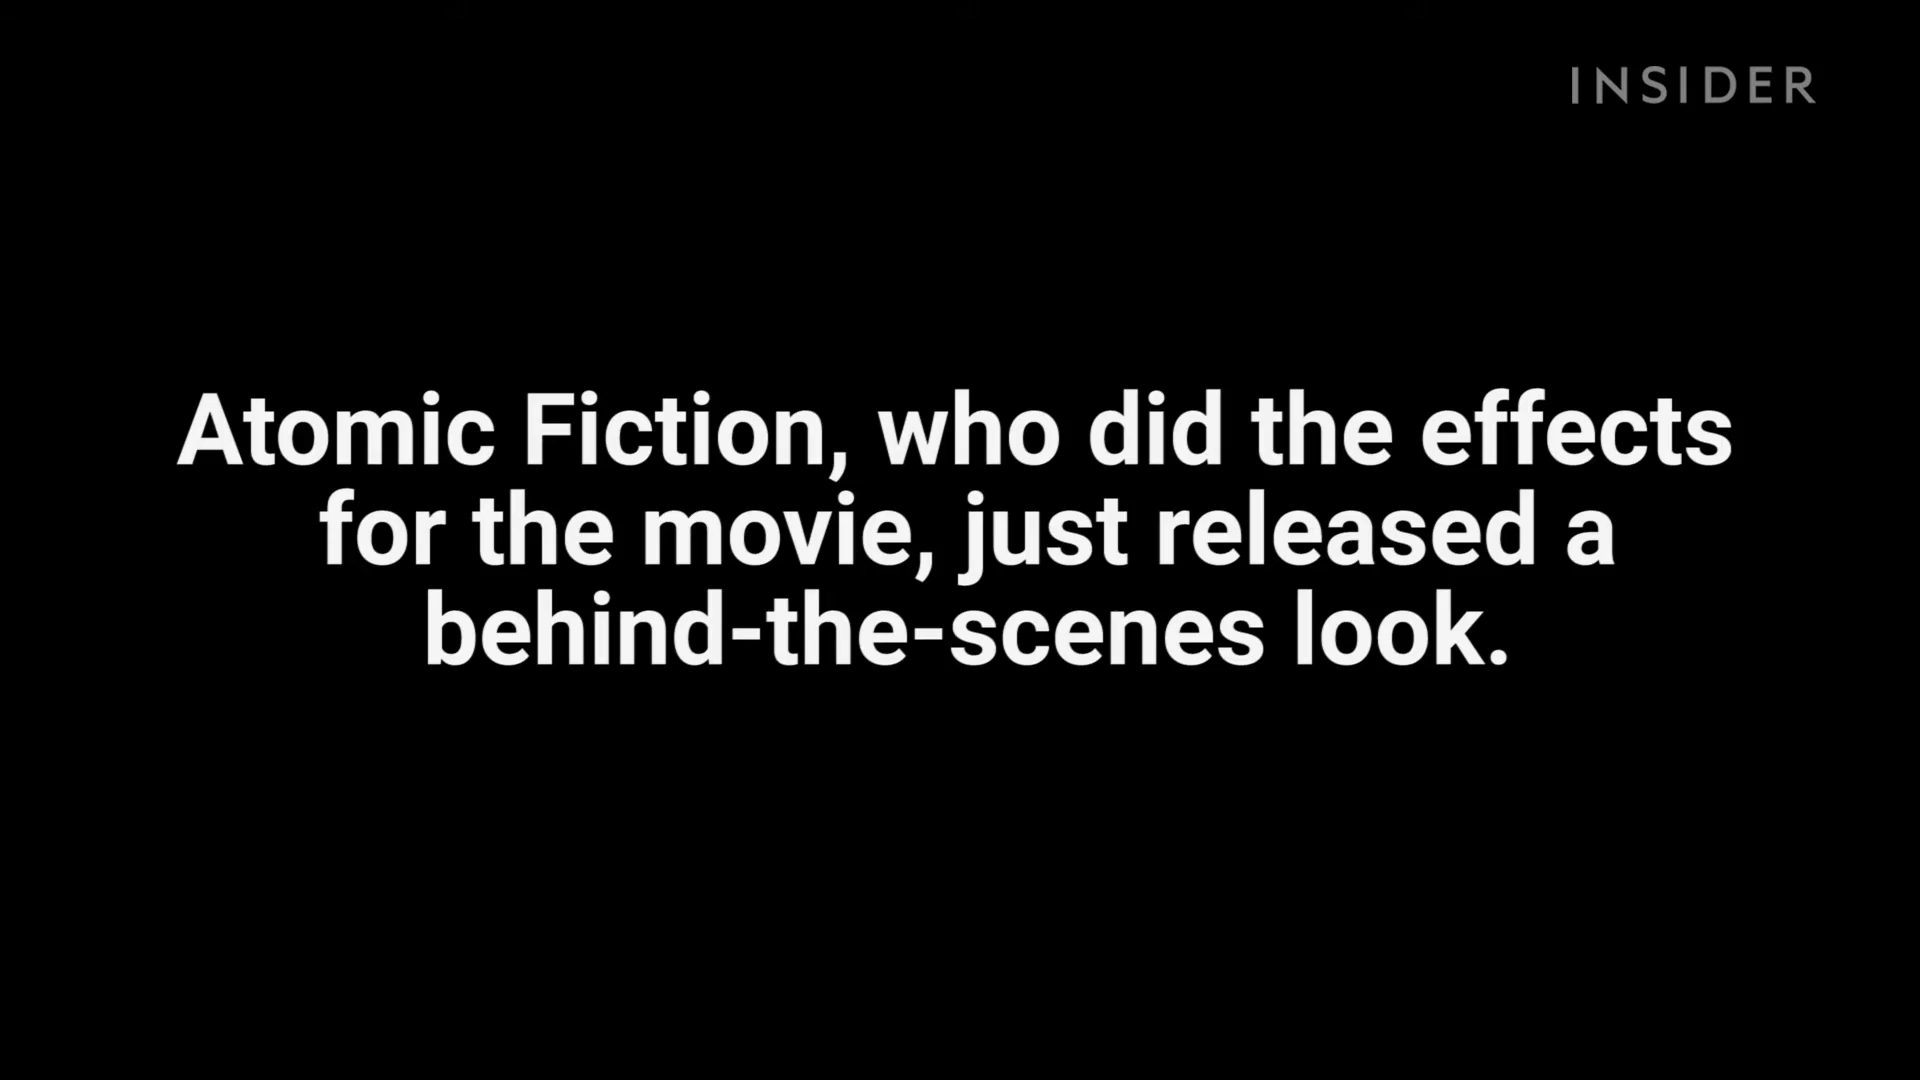 INSIDER
Atomic Fiction, who did the effects
for the movie, just released a
behind-the-scenes look.